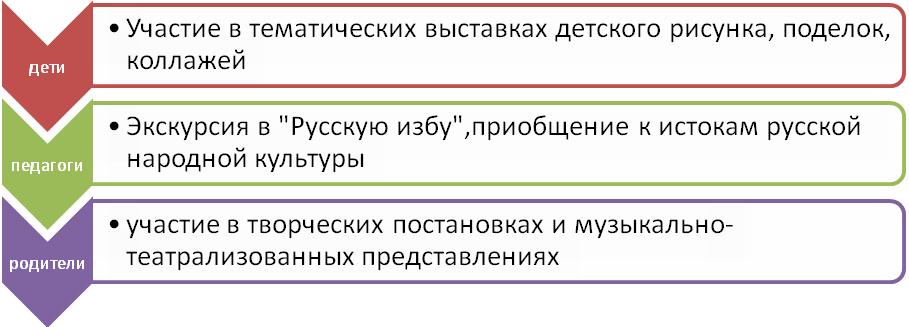 дети
• Участие в тематических выставках детского рисунка, поделок,
коллажей
педагоги
• Экскурсия в "Русскую избу",приобщение к истокам русской
народной культуры
родители
• участие в творческих постановках и музыкально-
театрализованных представлениях